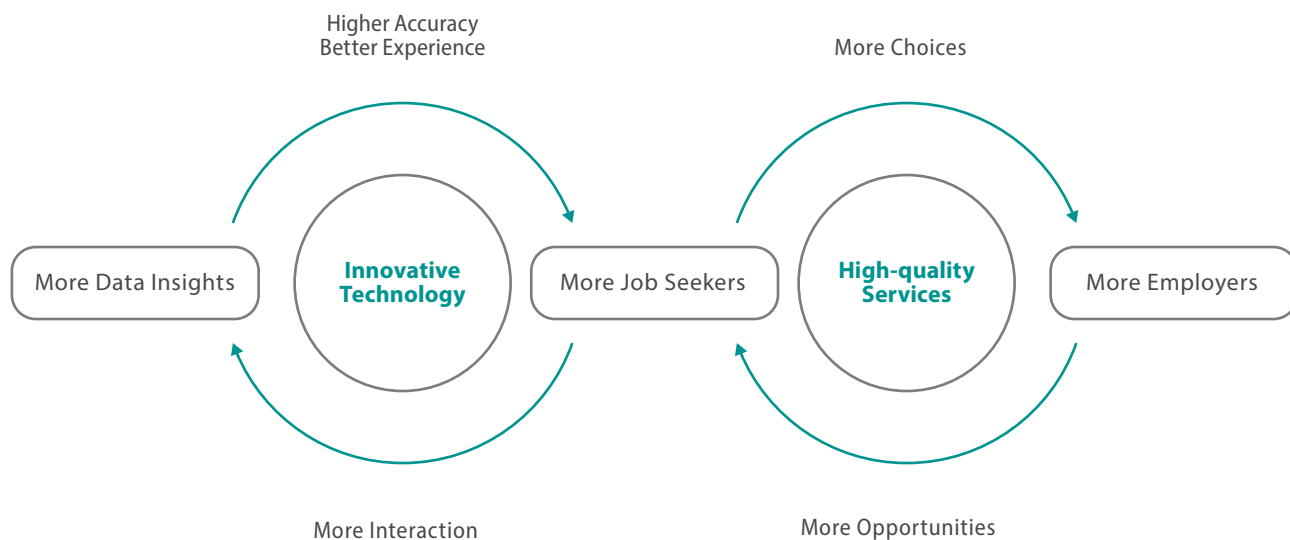 Higher Accuracy
Better Experience
More Choices
More Data Insights
Innovative
Technology
More Job Seekers
High-quality
Services
More Employers
More Interaction
More Opportunities